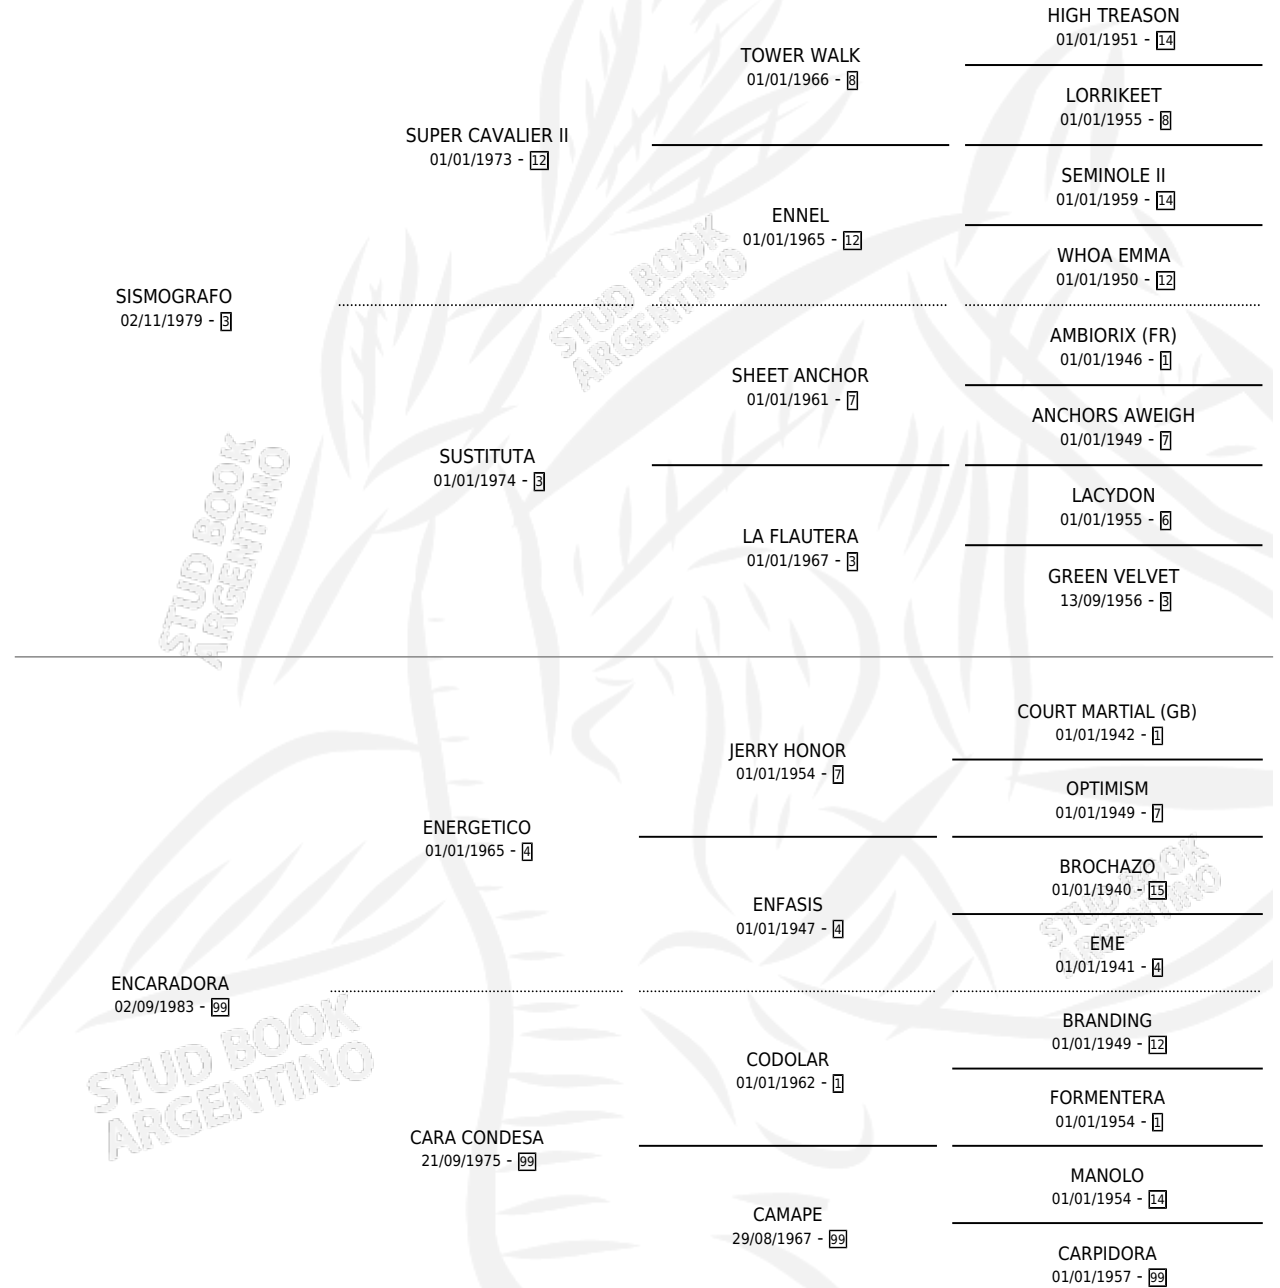 HIGH TREASON
01/01/1951 - 14
TOWER WALK
01/01/1966 - 8
LORRIKEET
01/01/1955 - 8
SUPER CAVALIER II
01/01/1973 - 12
SEMINOLE II
01/01/1959 - 14
ENNEL
01/01/1965 - 12
WHOA EMMA
01/01/1950 - 12
SISMOGRAFO
02/11/1979 - 3
STUD BOOK
ARGENTINO
AMBIORIX (FR)
01/01/1946 - 1
SHEET ANCHOR
01/01/1961 - 7
ANCHORS AWEIGH
01/01/1949 - 7
SUSTITUTA
01/01/1974 - 3
LACYDON
01/01/1955 - 6
LA FLAUTERA
01/01/1967 - 3
GREEN VELVET
13/09/1956 - 3
STUD BOOK
ARGENTINO
COURT MARTIAL (GB)
01/01/1942 - 1
JERRY HONOR
01/01/1954 - 7
OPTIMISM
01/01/1949 - 7
ENERGETICO
01/01/1965 - 4
BROCHAZO
01/01/1940 - 15
ENFASIS
01/01/1947 - 4
STUD BOOK
ARGENTINO
EME
01/01/1941 - 4
ENCARADORA
02/09/1983 - 99
BRANDING
01/01/1949 - 12
STUD BOOK
ARGENTINO
CODOLAR
01/01/1962 - 1
FORMENTERA
01/01/1954 - 1
CARA CONDESA
21/09/1975 - 99
MANOLO
01/01/1954 - 14
CAMAPE
29/08/1967 - 99
CARPIDORA
01/01/1957 - 99